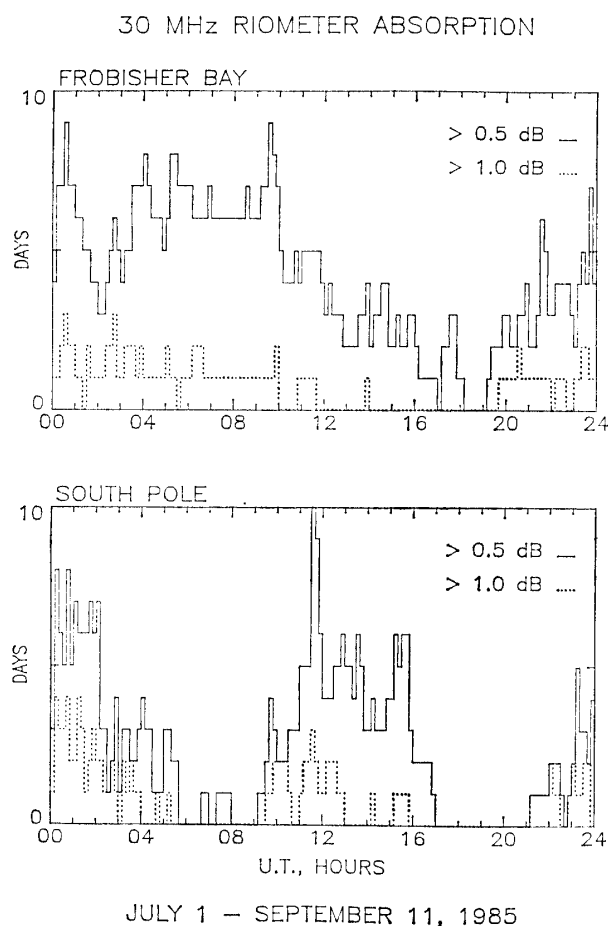 30 MHz RIOMETER ABSORPTION
FROBISHER BAY
10
> 0.5 dB
> 1.0 dB
DAYS
0
00 04 08 12 16 20 24
SOUTH POLE
10
> 0.5 dB
> 1.0 dB
DAYS
0
00 04 08 12 16 20 24
U.T., HOURS
JULY 1 – SEPTEMBER 11, 1985